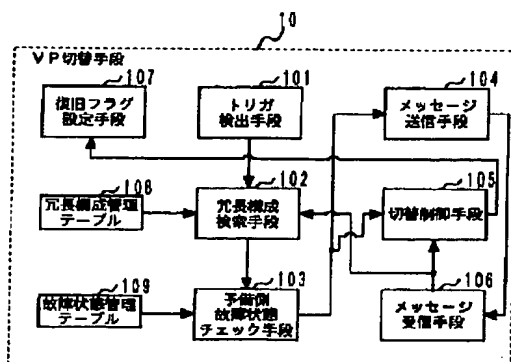 10
VP切替手段
107
復旧フラグ
設定手段
101
トリガ
検出手段
104
メッセージ
送信手段
108
冗長構成管理
テーブル
102
冗長構成
検索手段
105
切替制御手段
109
故障状態管理
テーブル
103
予備側
故障状態
チェック手段
106
メッセージ
受信手段